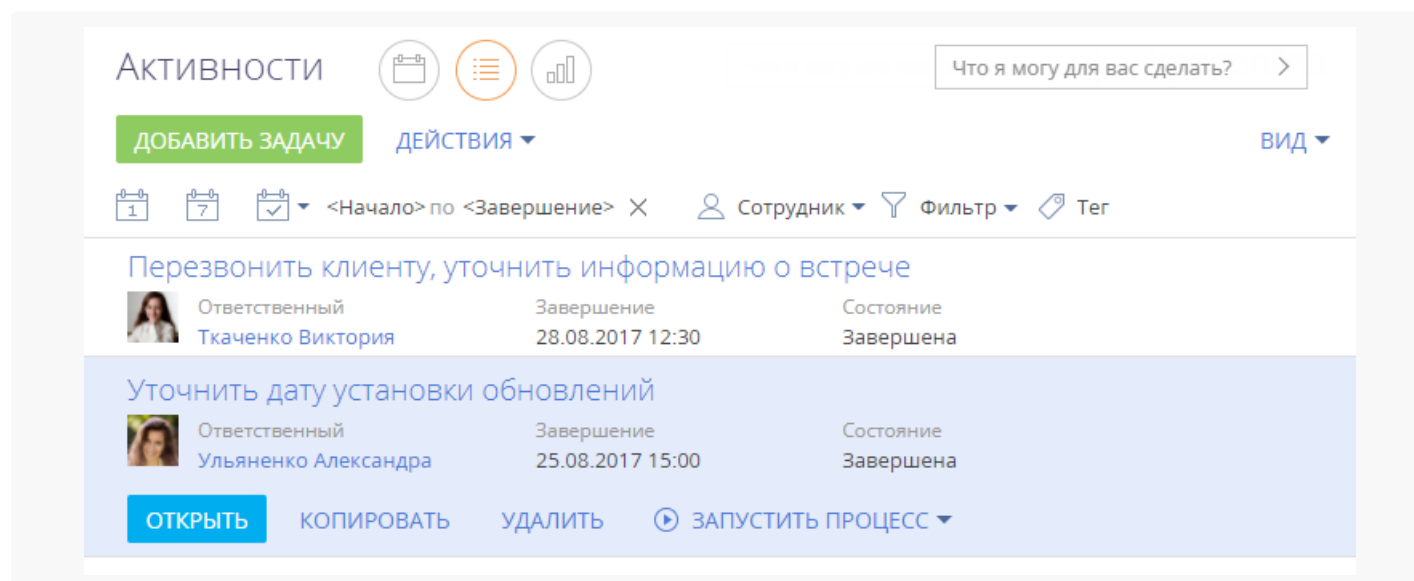 Активности
Что я могу для вас сделать?
ДОБАВИТЬ ЗАДАЧУ ДЕЙСТВИЯ ВИД
1 7 <Начало> по <Завершение> Сотрудник Фильтр Тег
Перезвонить клиенту, уточнить информацию о встрече
Ответственный Завершение Состояние
Ткаченко Виктория 28.08.2017 12:30 Завершена
Уточнить дату установки обновлений
Ответственный Завершение Состояние
Ульяненко Александра 25.08.2017 15:00 Завершена
ОТКРЫТЬ КОПИРОВАТЬ УДАЛИТЬ ЗАПУСТИТЬ ПРОЦЕСС